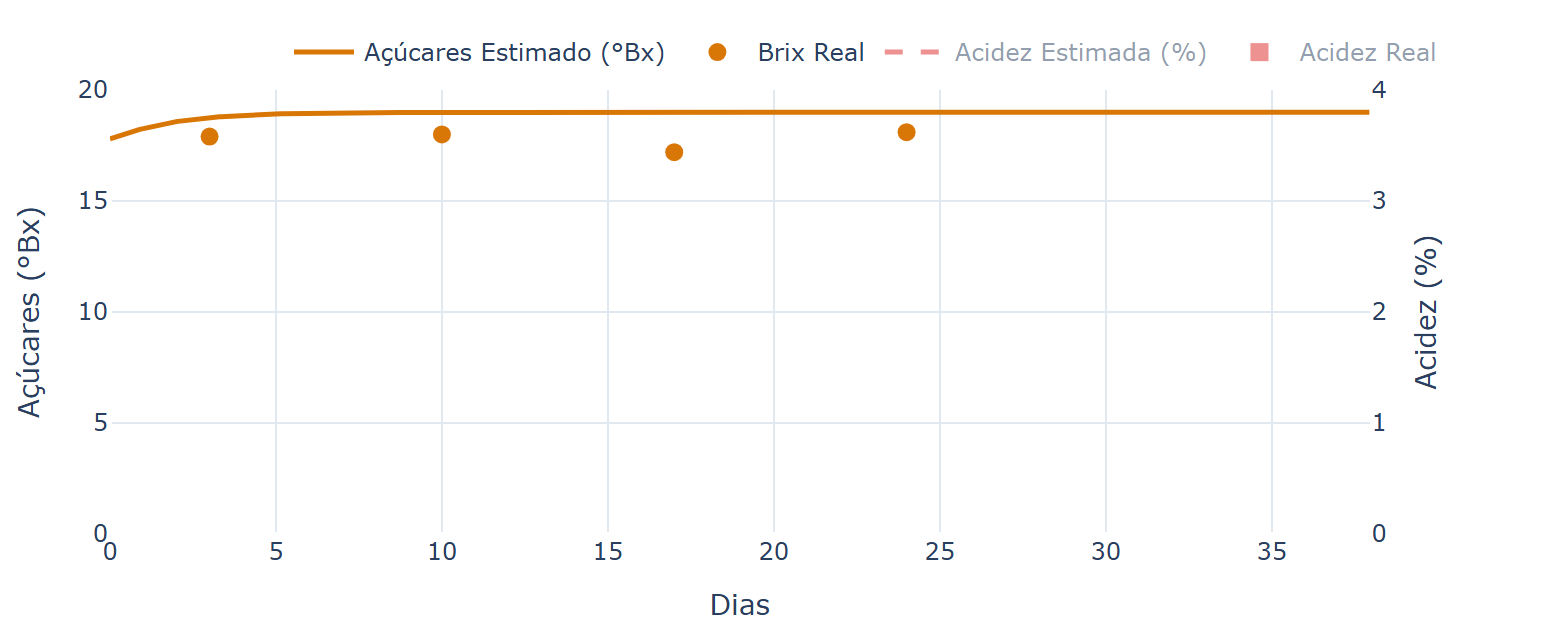 Açúcares Estimado (°Bx) Brix Real Acidez Estimada (%) Acidez Real
20 4
15 3
10 2
5 1
0 0
Açúcares (°Bx)
Acidez (%)
0 5 10 15 20 25 30 35
Dias